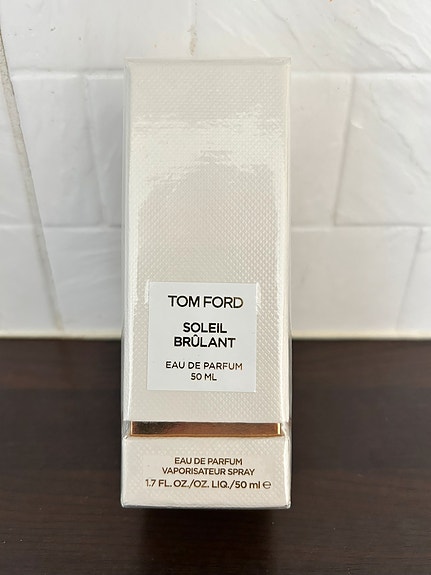 TOM FORD
SOLEIL
BRÛLANT
EAU DE PARFUM
50 ML
EAU DE PARFUM
VAPORISATEUR SPRAY
1.7 FL. OZ./OZ. LIQ./50 ml ℮